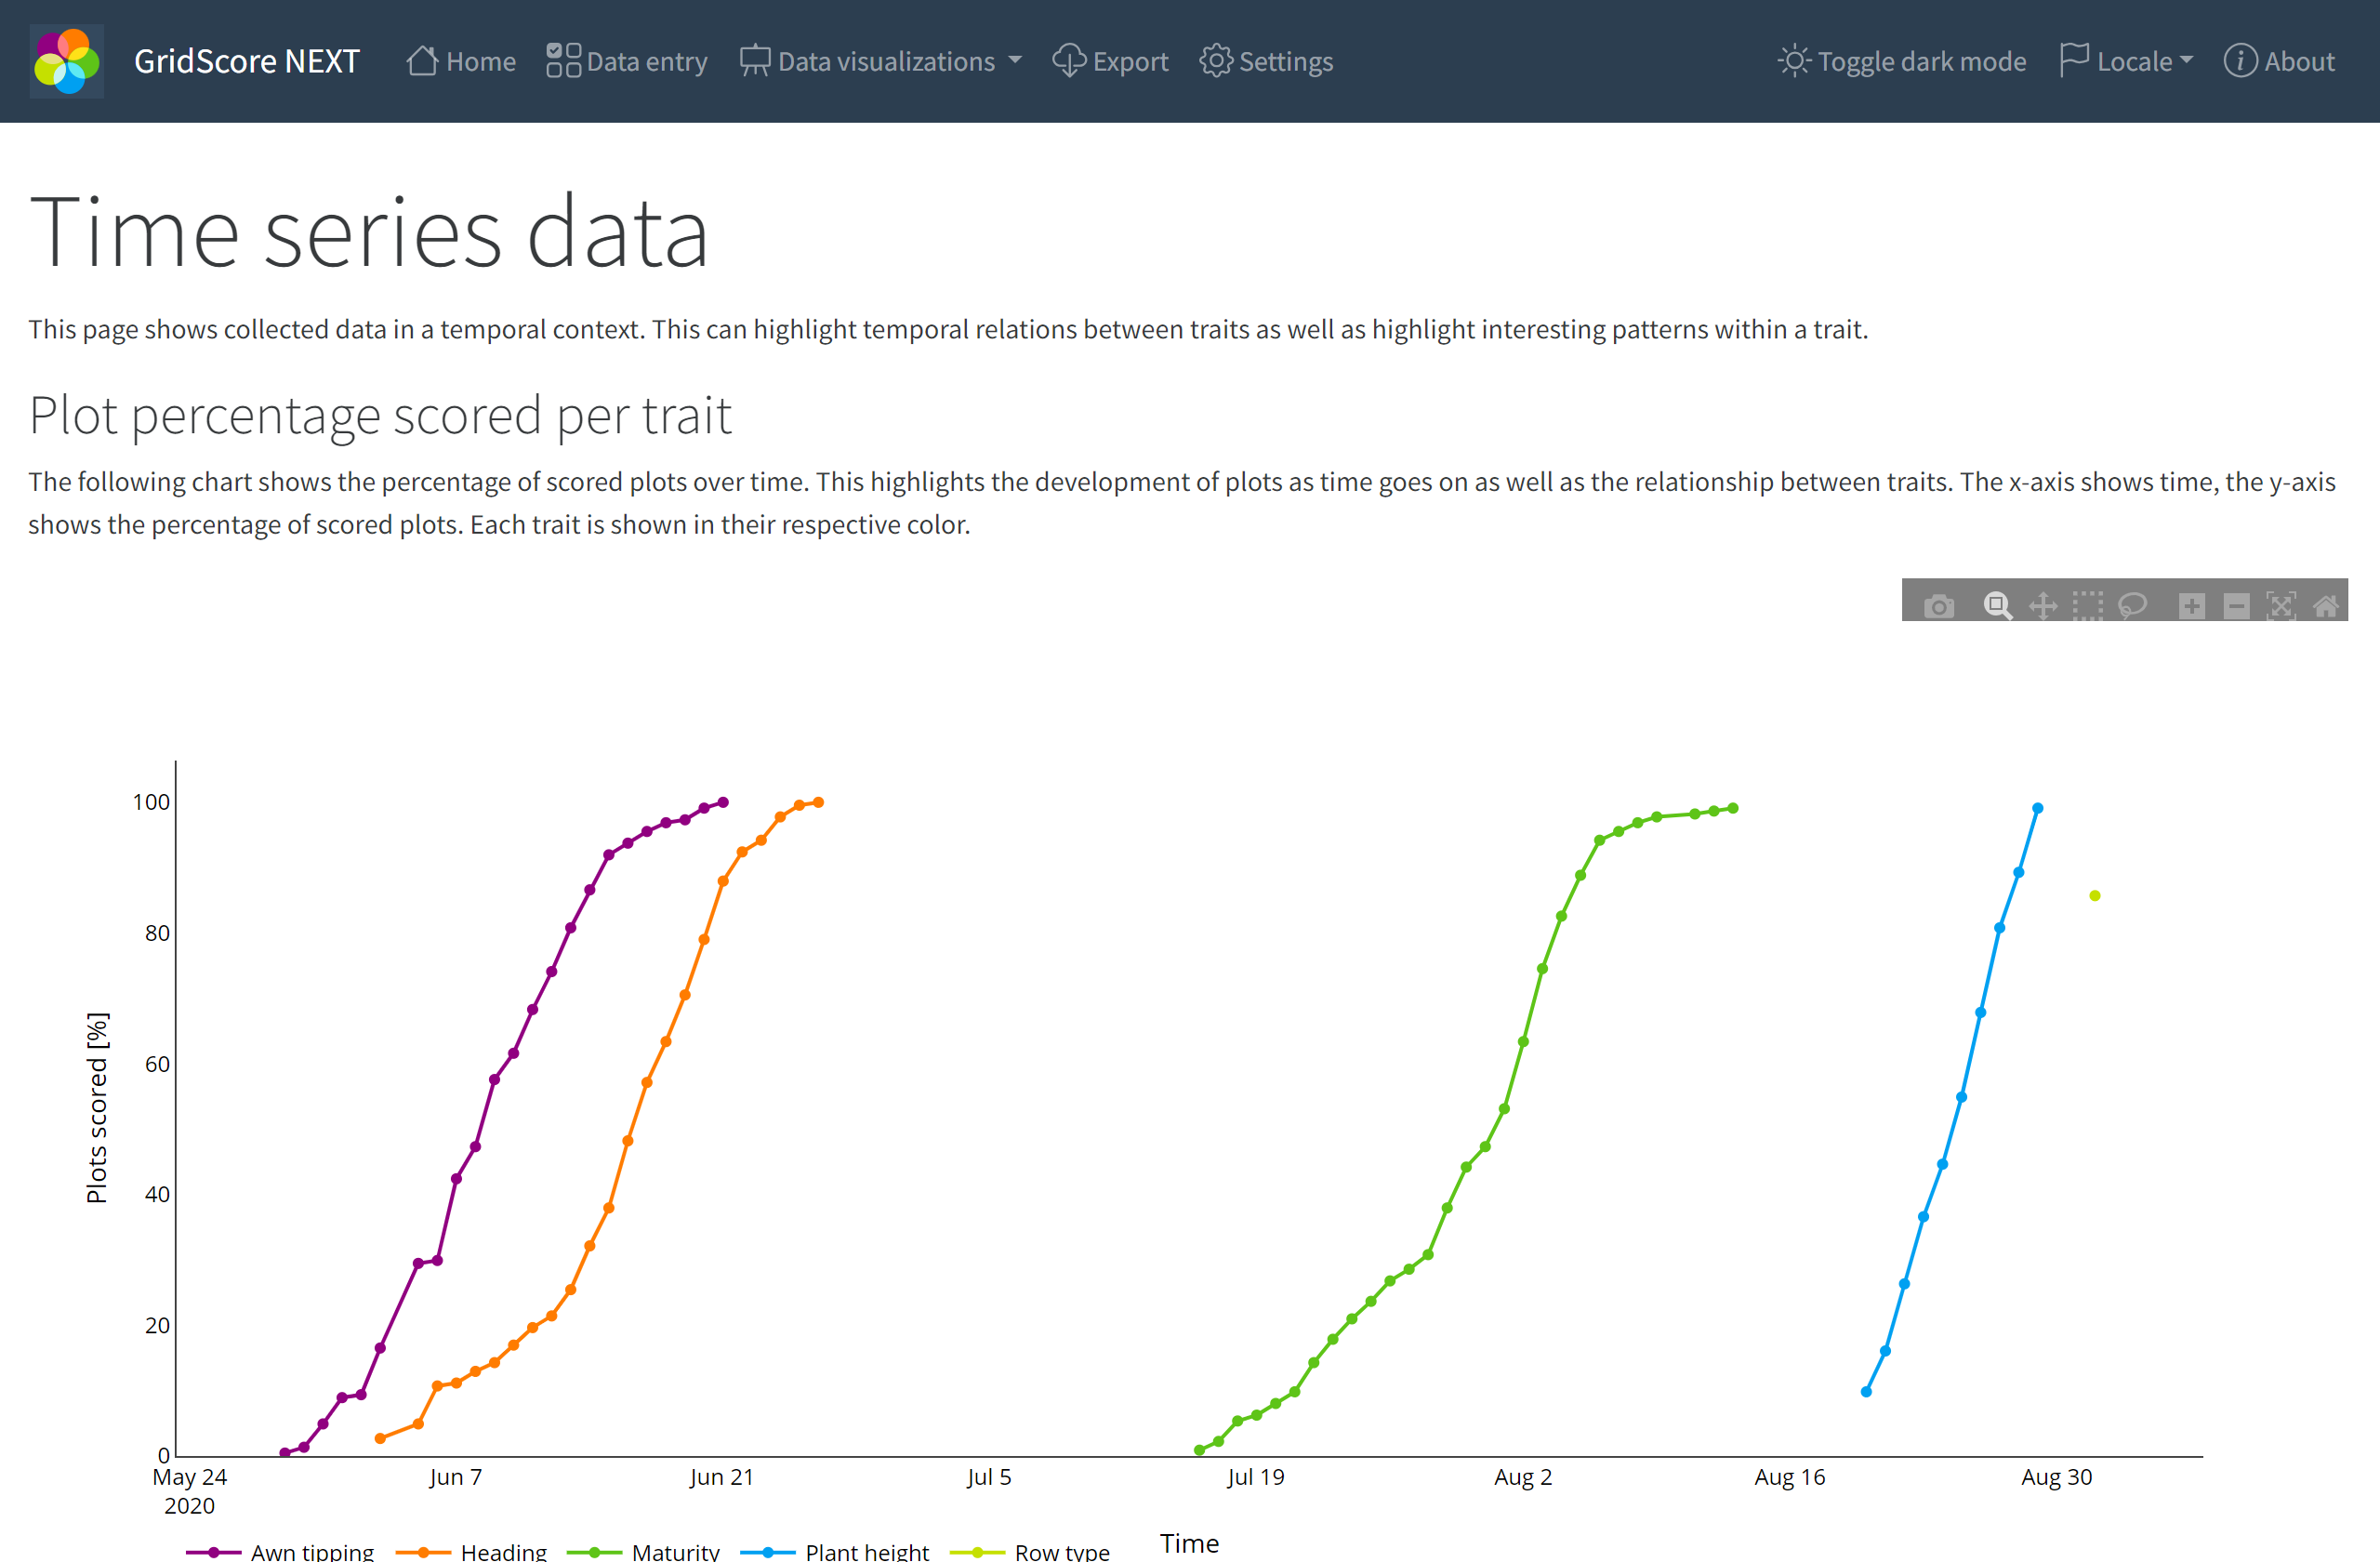 GridScore NEXT Home Data entry Data visualizations Export Settings Toggle dark mode Locale About
Time series data
This page shows collected data in a temporal context. This can highlight temporal relations between traits as well as highlight interesting patterns within a trait.
Plot percentage scored per trait
The following chart shows the percentage of scored plots over time. This highlights the development of plots as time goes on as well as the relationship between traits. The x-axis shows time, the y-axis
shows the percentage of scored plots. Each trait is shown in their respective color.
100
80
60
40
20
0
Plots scored [%]
May 24 Jun 7 Jun 21 Jul 5 Jul 19 Aug 2 Aug 16 Aug 30
2020
Time
Awn tipping Heading Maturity Plant height Row type